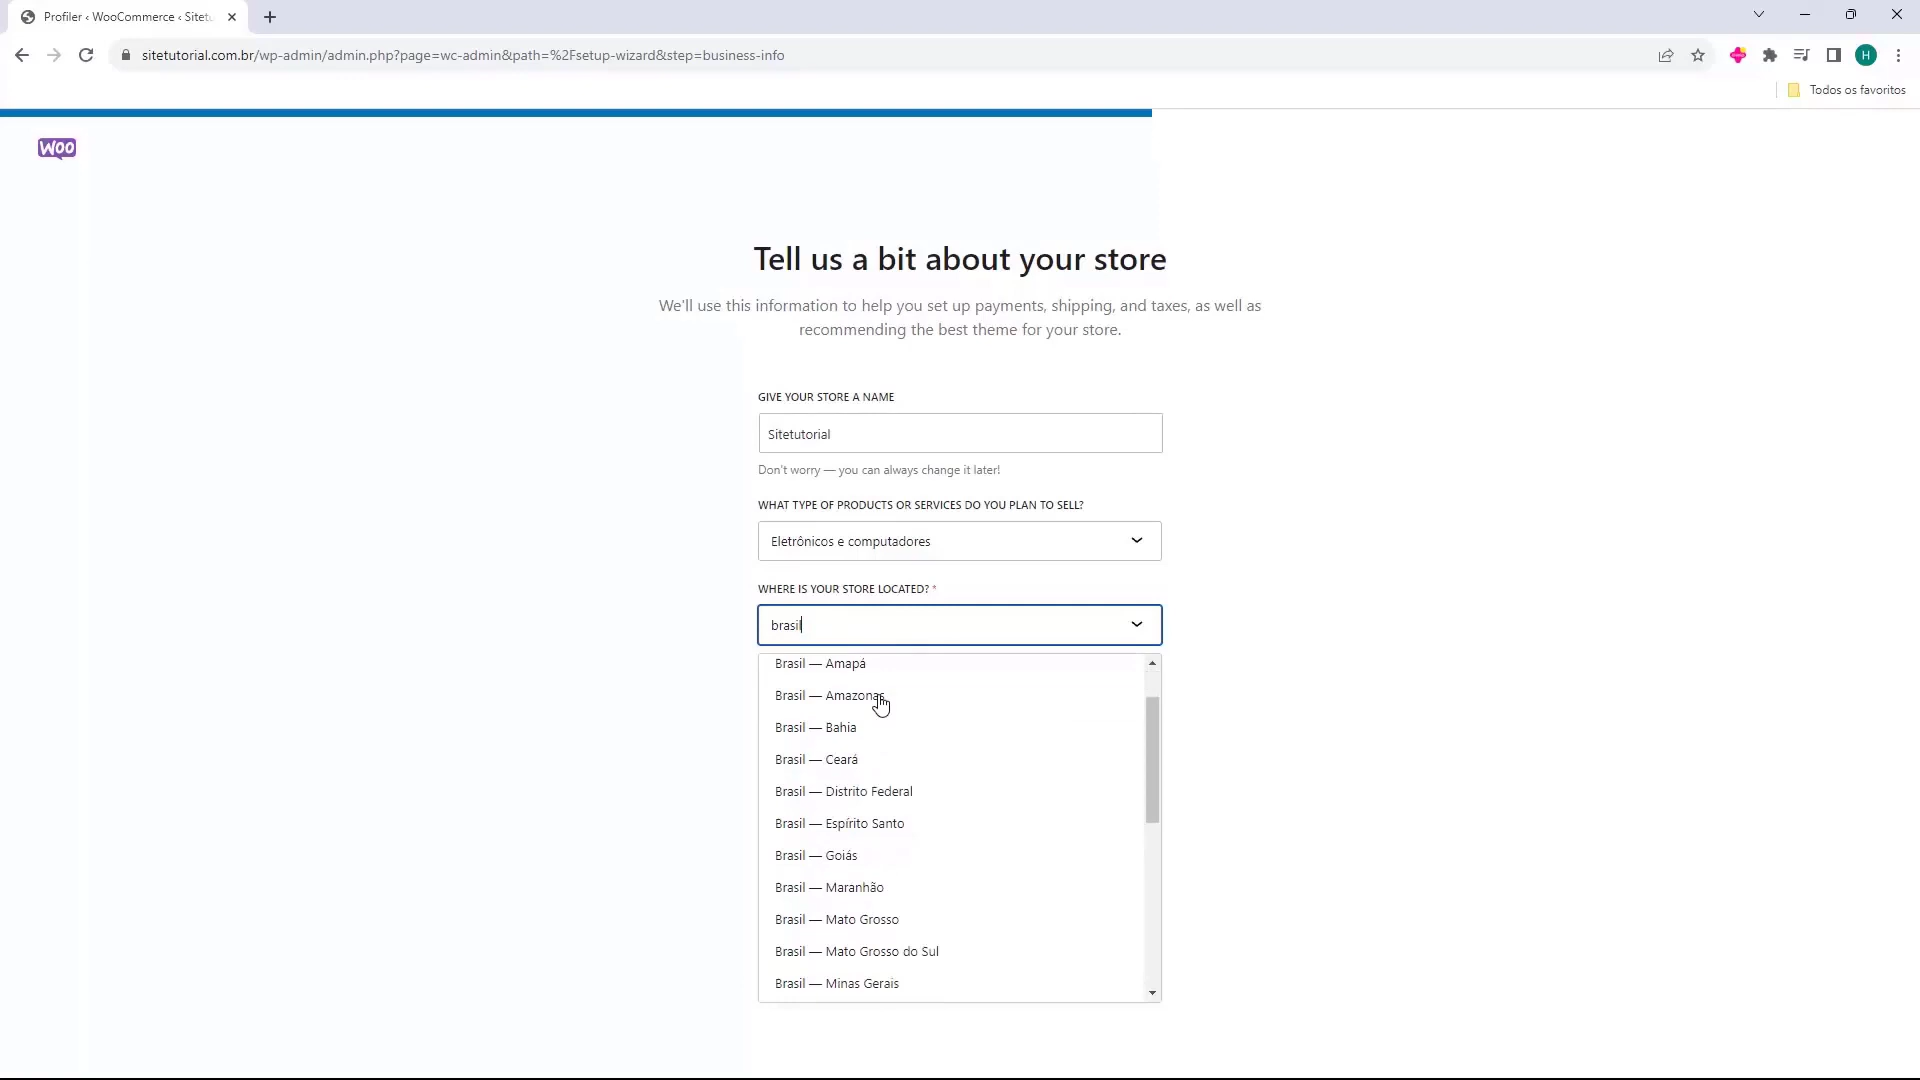 Profiler ‹ WooCommerce ‹ Sitetu
sitetutorial.com.br/wp-admin/admin.php?page=wc-admin&path=%2Fsetup-wizard&step=business-info
H
Todos os favoritos
WOO
Tell us a bit about your store
We'll use this information to help you set up payments, shipping, and taxes, as well as
recommending the best theme for your store.
GIVE YOUR STORE A NAME
Sitetutorial
Don't worry — you can always change it later!
WHAT TYPE OF PRODUCTS OR SERVICES DO YOU PLAN TO SELL?
Eletrônicos e computadores
WHERE IS YOUR STORE LOCATED? *
brasil
Brasil — Amapá
Brasil — Amazonas
Brasil — Bahia
Brasil — Ceará
Brasil — Distrito Federal
Brasil — Espírito Santo
Brasil — Goiás
Brasil — Maranhão
Brasil — Mato Grosso
Brasil — Mato Grosso do Sul
Brasil — Minas Gerais